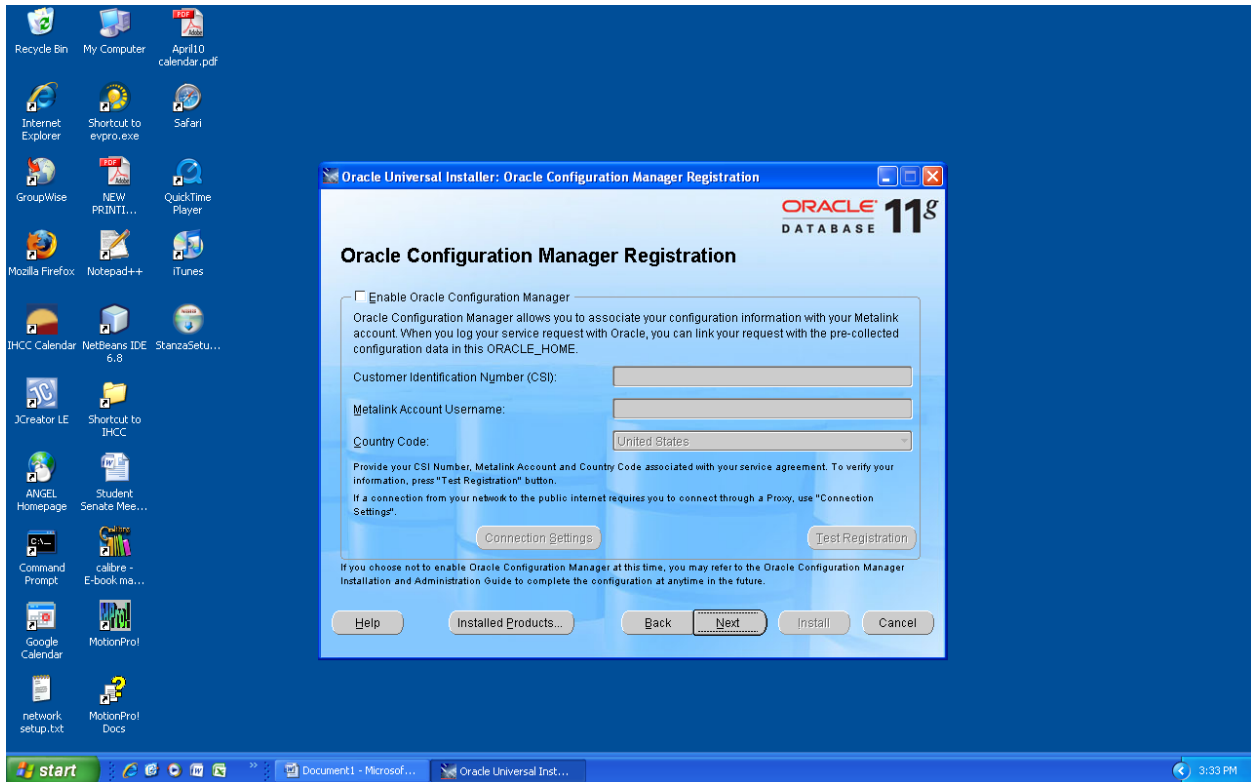 Recycle Bin
My Computer
April10
calendar.pdf
Internet
Explorer
Shortcut to
evpro.exe
Safari
GroupWise
NEW
PRINTI...
QuickTime
Player
Mozilla Firefox
Notepad++
iTunes
IHCC Calendar
NetBeans IDE
6.8
StanzaSetu...
JCreator LE
Shortcut to
IHCC
ANGEL
Homepage
Student
Senate Mee...
Command
Prompt
calibre -
E-book ma...
Google
Calendar
MotionPro!
network
setup.txt
MotionPro!
Docs
Oracle Universal Installer: Oracle Configuration Manager Registration
ORACLE 11g
DATABASE
Oracle Configuration Manager Registration
Enable Oracle Configuration Manager
Oracle Configuration Manager allows you to associate your configuration information with your Metalink
account. When you log your service request with Oracle, you can link your request with the pre-collected
configuration data in this ORACLE_HOME.
Customer Identification Number (CSI):
Metalink Account Username:
Country Code:
United States
Provide your CSI Number, Metalink Account and Country Code associated with your service agreement. To verify your
information, press "Test Registration" button.
If a connection from your network to the public internet requires you to connect through a Proxy, use "Connection
Settings".
Connection Settings
Test Registration
If you choose not to enable Oracle Configuration Manager at this time, you may refer to the Oracle Configuration Manager
Installation and Administration Guide to complete the configuration at anytime in the future.
Help
Installed Products...
Back
Next
Install
Cancel
start
Document1 - Microsof...
Oracle Universal Inst...
3:33 PM